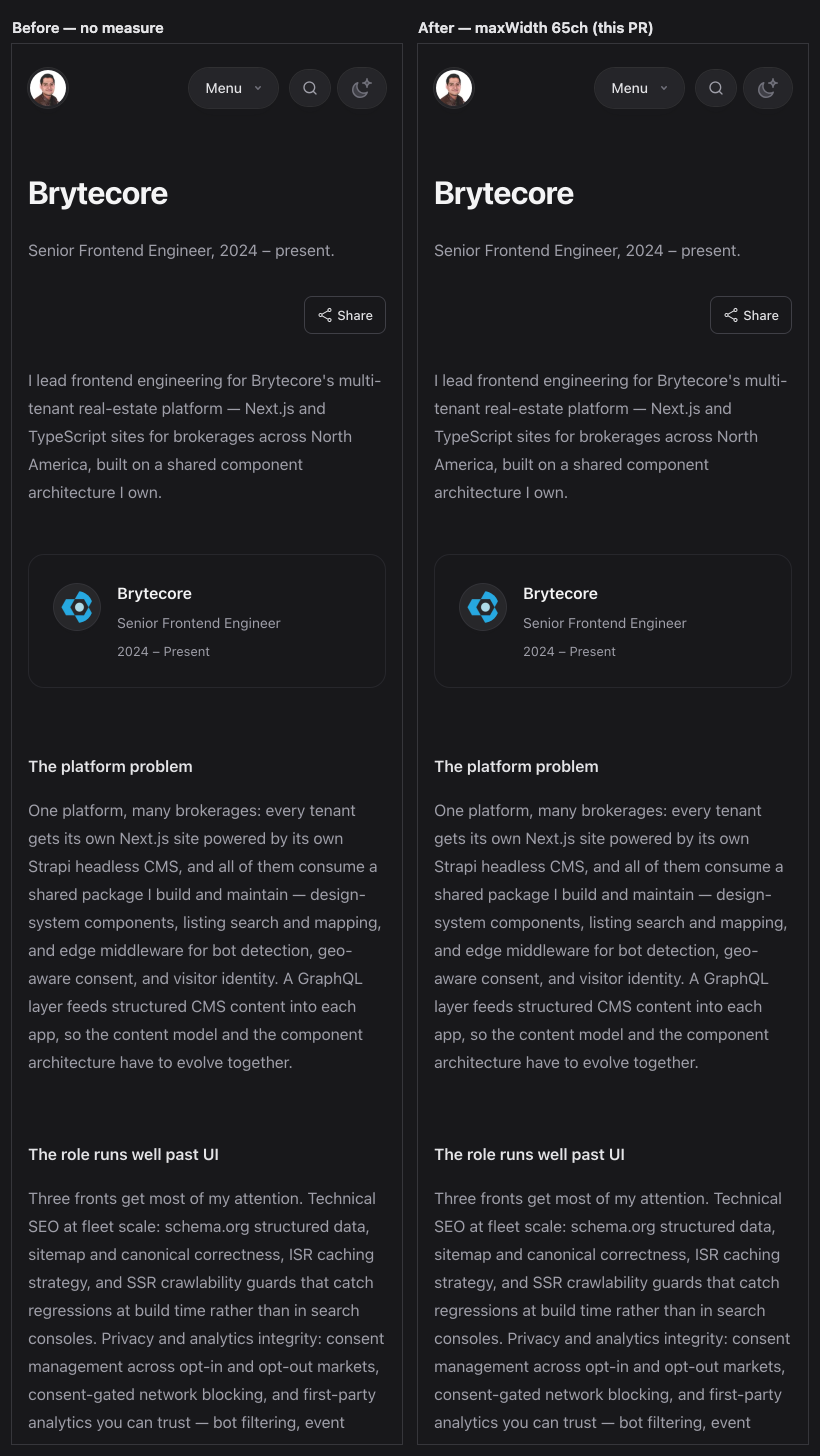 Before — no measure
Menu
Brytecore
Senior Frontend Engineer, 2024 – present.
Share
I lead frontend engineering for Brytecore's multi-
tenant real-estate platform — Next.js and
TypeScript sites for brokerages across North
America, built on a shared component
architecture I own.
Brytecore
Senior Frontend Engineer
2024 – Present
The platform problem
One platform, many brokerages: every tenant
gets its own Next.js site powered by its own
Strapi headless CMS, and all of them consume a
shared package I build and maintain — design-
system components, listing search and mapping,
and edge middleware for bot detection, geo-
aware consent, and visitor identity. A GraphQL
layer feeds structured CMS content into each
app, so the content model and the component
architecture have to evolve together.
The role runs well past UI
Three fronts get most of my attention. Technical
SEO at fleet scale: schema.org structured data,
sitemap and canonical correctness, ISR caching
strategy, and SSR crawlability guards that catch
regressions at build time rather than in search
consoles. Privacy and analytics integrity: consent
management across opt-in and opt-out markets,
consent-gated network blocking, and first-party
analytics you can trust — bot filtering, event
After — maxWidth 65ch (this PR)
Menu
Brytecore
Senior Frontend Engineer, 2024 – present.
Share
I lead frontend engineering for Brytecore's multi-
tenant real-estate platform — Next.js and
TypeScript sites for brokerages across North
America, built on a shared component
architecture I own.
Brytecore
Senior Frontend Engineer
2024 – Present
The platform problem
One platform, many brokerages: every tenant
gets its own Next.js site powered by its own
Strapi headless CMS, and all of them consume a
shared package I build and maintain — design-
system components, listing search and mapping,
and edge middleware for bot detection, geo-
aware consent, and visitor identity. A GraphQL
layer feeds structured CMS content into each
app, so the content model and the component
architecture have to evolve together.
The role runs well past UI
Three fronts get most of my attention. Technical
SEO at fleet scale: schema.org structured data,
sitemap and canonical correctness, ISR caching
strategy, and SSR crawlability guards that catch
regressions at build time rather than in search
consoles. Privacy and analytics integrity: consent
management across opt-in and opt-out markets,
consent-gated network blocking, and first-party
analytics you can trust — bot filtering, event